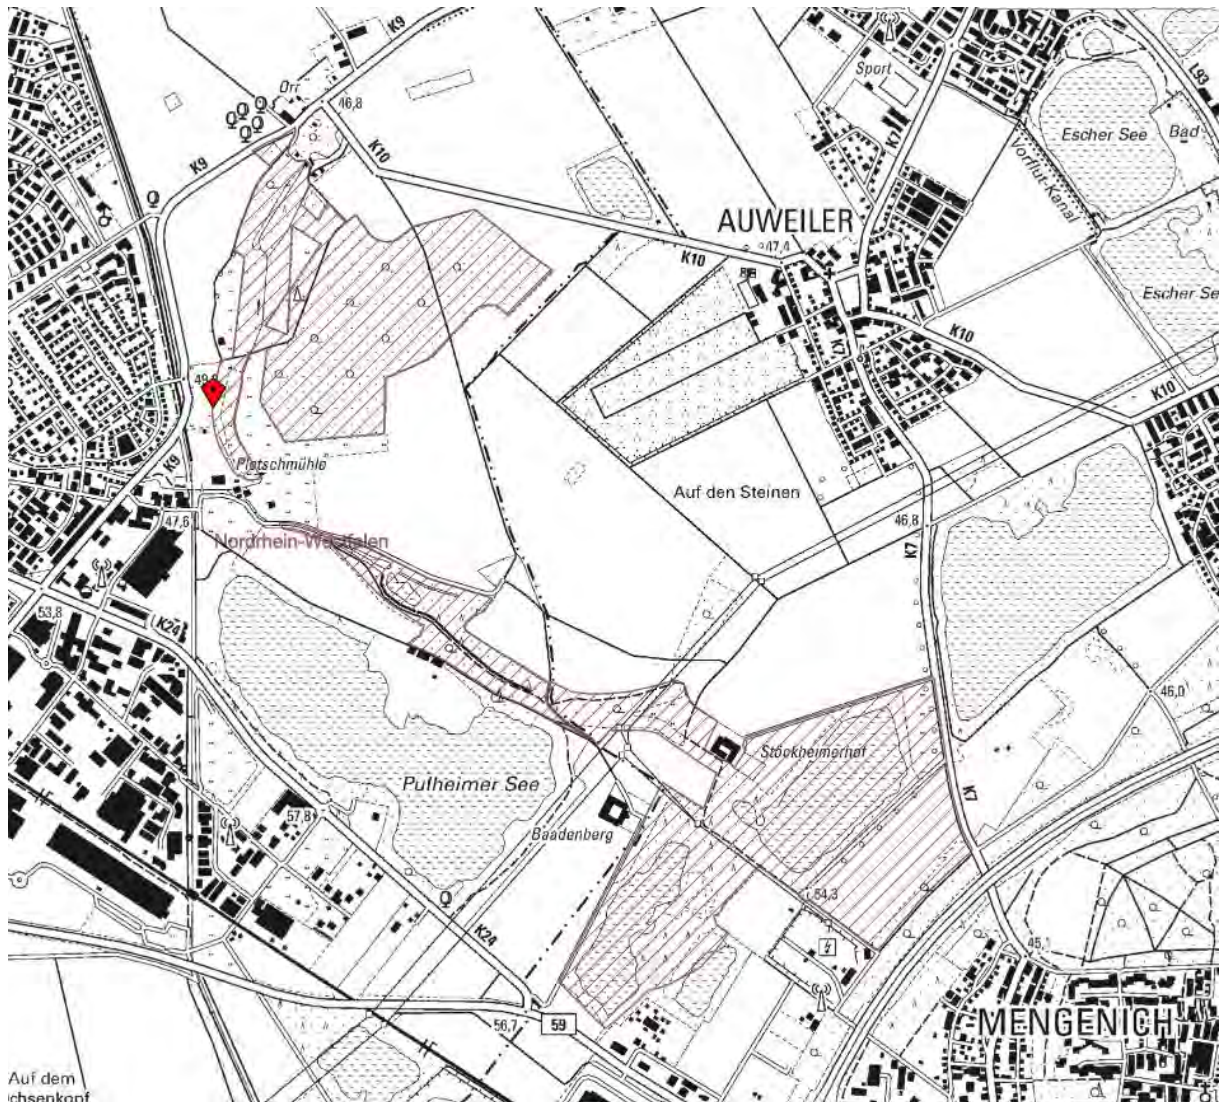 Sport
L93
Orr
46,8
K9
K7
Escher See
Bad
K10
Vorflut-Kanal
K9
AUWEILER
47,4
K10
Escher Se
K10
K7
49,8
K10
Pletschmühle
K9
Auf den Steinen
47,6
46,8
Nordrhein-Westfalen
K7
53,8
K24
46,0
Stöckheimerhof
Pulheimer See
K7
57,8
Baadenberg
54,3
K24
45,1
56,7
59
MENGENICH
Auf dem
chsenkopf